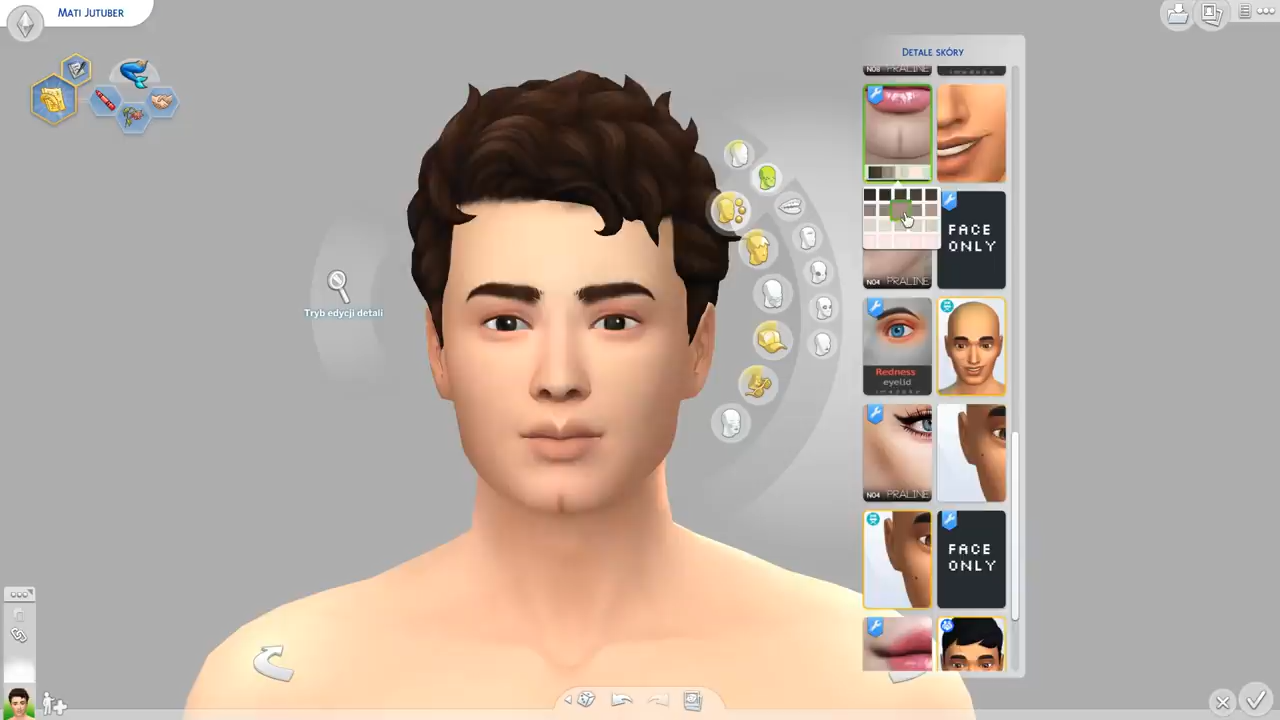 Mati Jutuber
Detale skóry
N08 PRALINE
FACE
ONLY
N04 PRALINE
Tryb edycji detali
Redness
eyelid
N04 PRALINE
FACE
ONLY